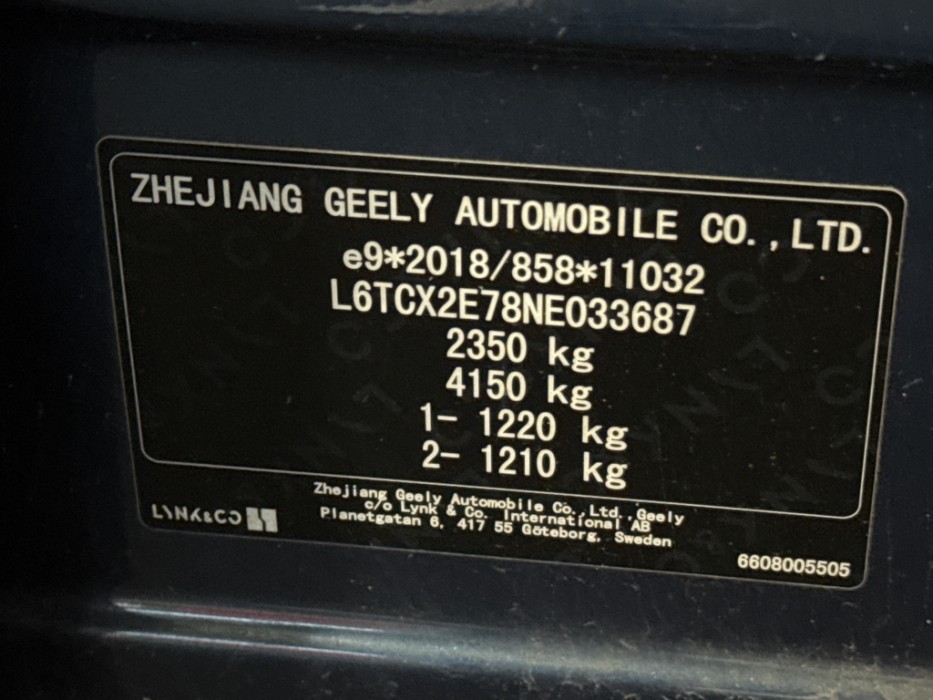 ZHEJIANG GEELY AUTOMOBILE CO.,LTD.
e9*2018/858*11032
L6TCX2E78NE033687
2350 kg
4150 kg
1- 1220 kg
2- 1210 kg
Zhejiang Geely Automobile Co.,Ltd.,Geely
c/o Lynk & Co. International AB
Planetgatan 6, 417 55 Göteborg, Sweden
LYNK&CO
6608005505